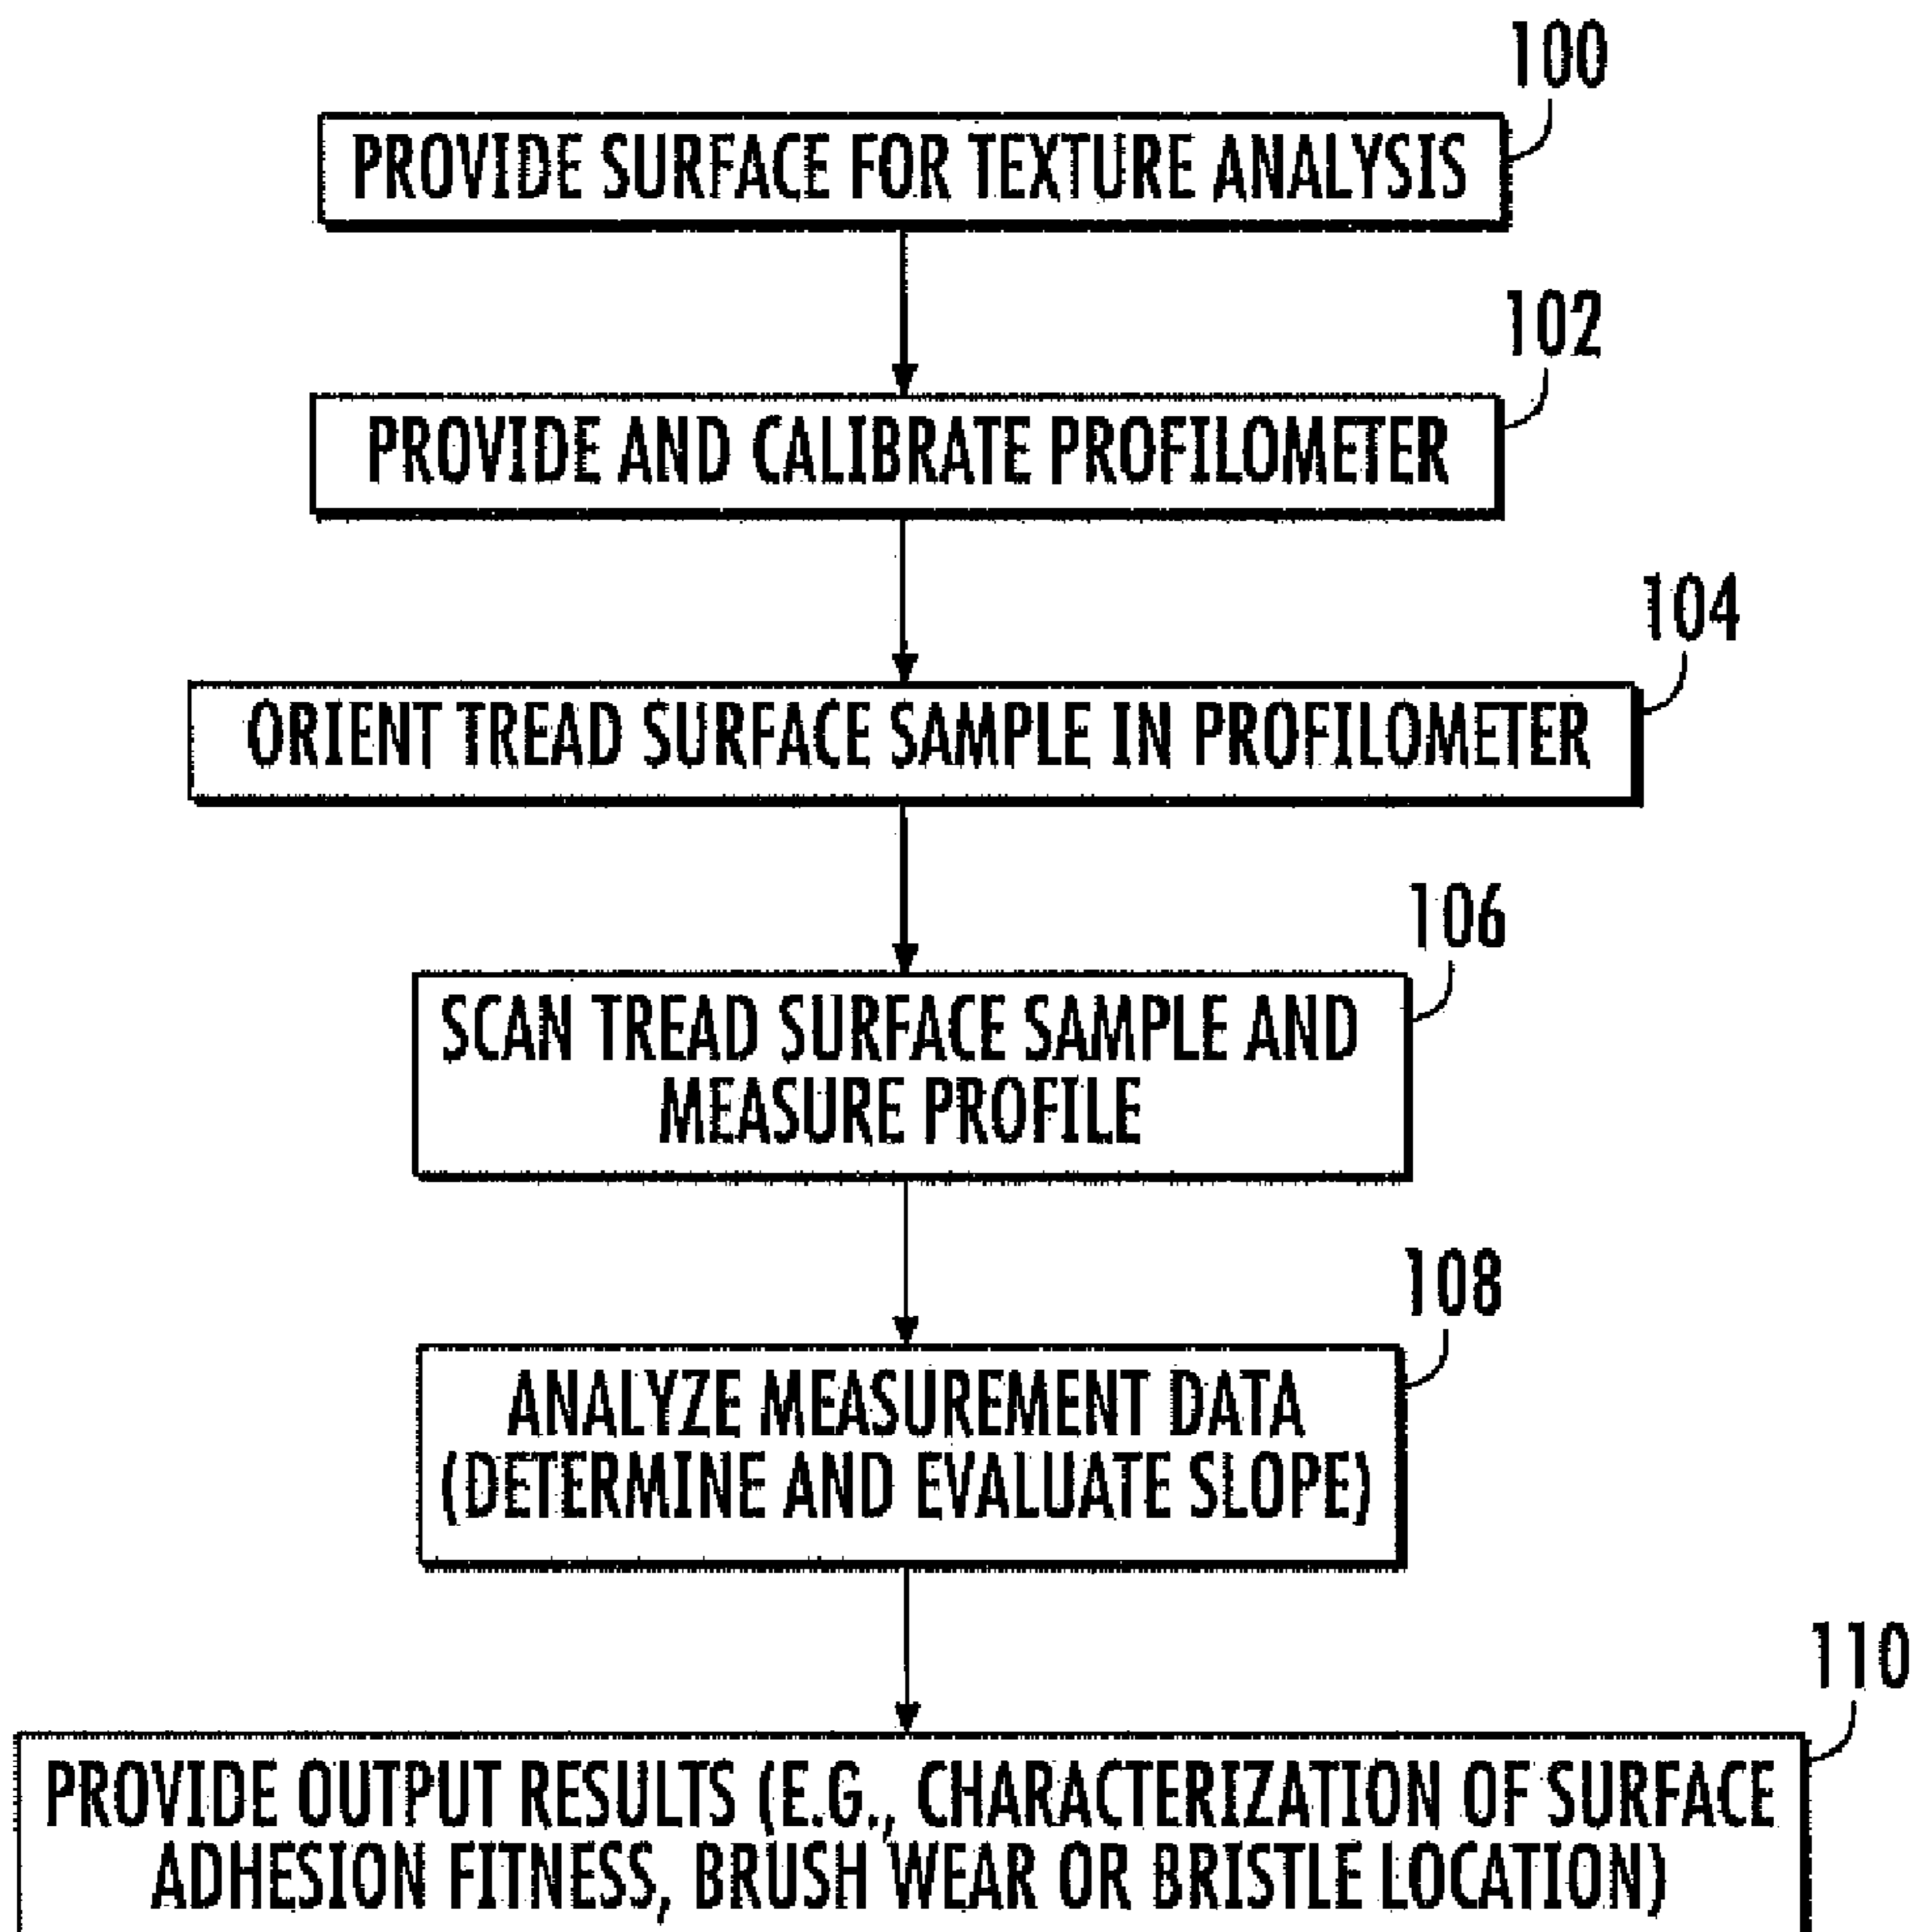 100
PROVIDE SURFACE FOR TEXTURE ANALYSIS
102
PROVIDE AND CALIBRATE PROFILOMETER
104
ORIENT TREAD SURFACE SAMPLE IN PROFILOMETER
106
SCAN TREAD SURFACE SAMPLE AND
MEASURE PROFILE
108
ANALYZE MEASUREMENT DATA
(DETERMINE AND EVALUATE SLOPE)
110
PROVIDE OUTPUT RESULTS (E.G., CHARACTERIZATION OF SURFACE
ADHESION FITNESS, BRUSH WEAR OR BRISTLE LOCATION)